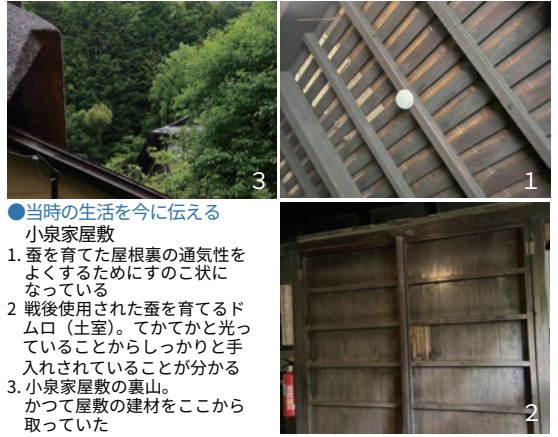 3
1
●当時の生活を今に伝える
小泉家屋敷
1. 蚕を育てた屋根裏の通気性を
よくするためにすのこ状に
なっている
2 戦後使用された蚕を育てるド
ムロ（土室）。てかてかと光っ
ていることからしっかりと手
入れされていることが分かる
3. 小泉家屋敷の裏山。
かつて屋敷の建材をここから
取っていた
2